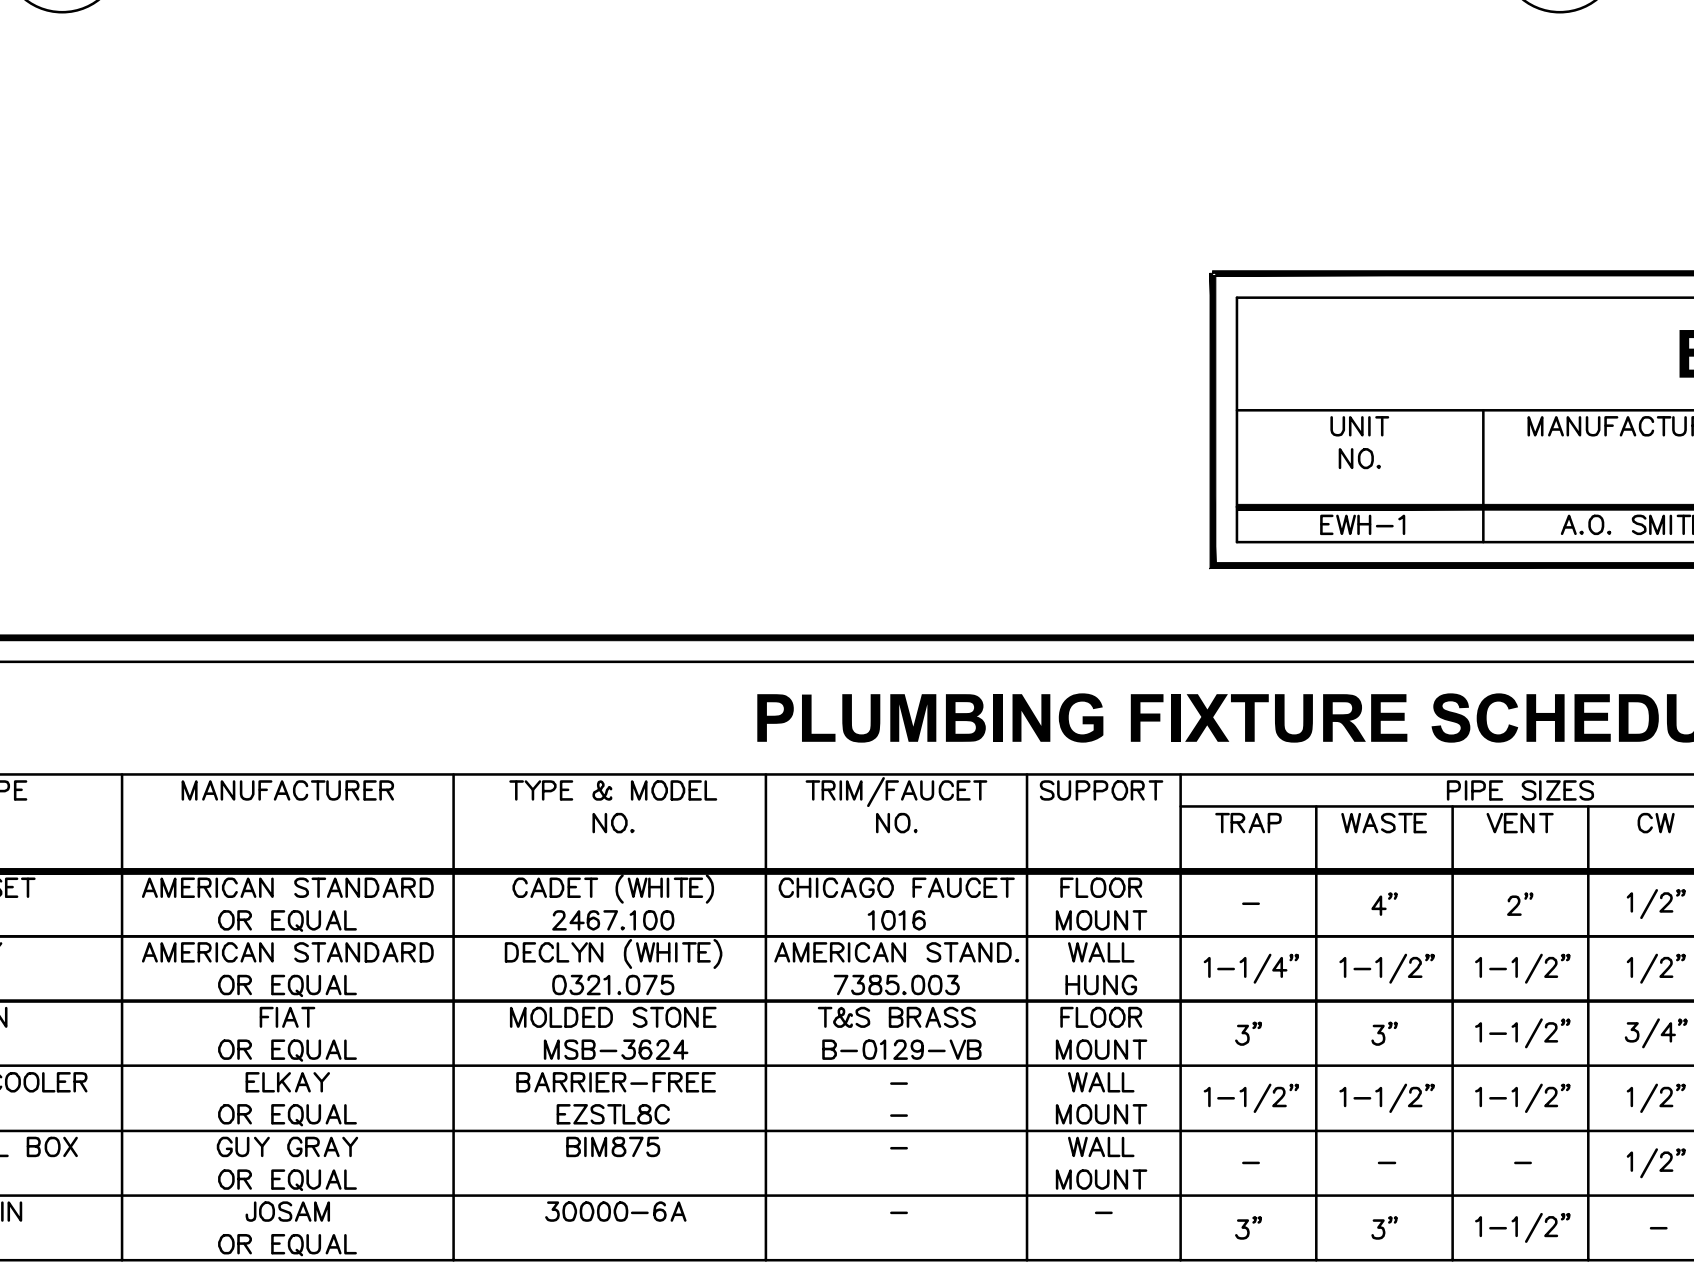 E
UNIT MANUFACTUR
NO.
EWH-1 A.O. SMITH
PLUMBING FIXTURE SCHEDU
PE MANUFACTURER TYPE & MODEL TRIM/FAUCET SUPPORT PIPE SIZES
NO. NO. TRAP WASTE VENT CW
SET AMERICAN STANDARD CADET (WHITE) CHICAGO FAUCET FLOOR
OR EQUAL 2467.100 1016 MOUNT - 4" 2" 1/2"
Y AMERICAN STANDARD DECLYN (WHITE) AMERICAN STAND. WALL
OR EQUAL 0321.075 7385.003 HUNG 1-1/4" 1-1/2" 1-1/2" 1/2"
N FIAT MOLDED STONE T&S BRASS FLOOR
OR EQUAL MSB-3624 B-0129-VB MOUNT 3" 3" 1-1/2" 3/4"
COOLER ELKAY BARRIER-FREE - WALL
OR EQUAL EZSTL8C - MOUNT 1-1/2" 1-1/2" 1-1/2" 1/2"
L BOX GUY GRAY BIM875 - WALL
OR EQUAL MOUNT - - - 1/2"
IN JOSAM 30000-6A - -
OR EQUAL 3" 3" 1-1/2" -